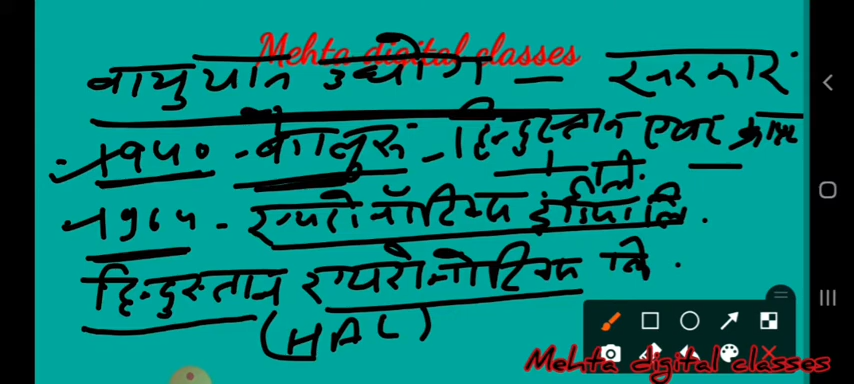 Mehta digital classes
वायुयान उद्योग - सरकार
1940 - बेंगलूरू - हिन्दुस्तान एयर क्राफ्ट
लि.
1964 - एयरोनॉटिक्स इंडिया लि.
हिन्दुस्तान एयरोनॉटिक्स लि.
(HAL)
Mehta digital classes